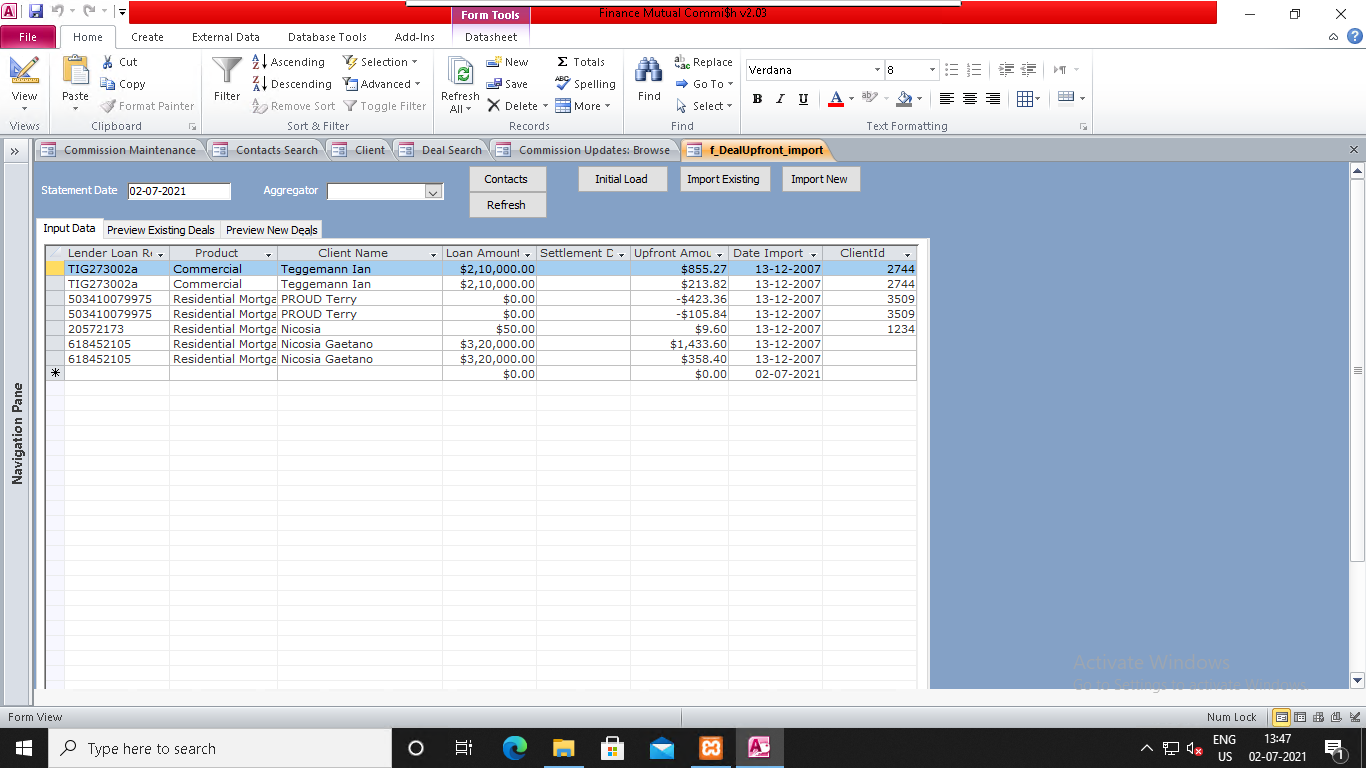 Form Tools
Finance Mutual Commi$h v2.03
File Home Create External Data Database Tools Add-Ins Datasheet
View
Views
Paste
Cut
Copy
Format Painter
Clipboard
Filter
Ascending
Descending
Remove Sort
Selection
Advanced
Toggle Filter
Sort & Filter
Refresh
All
New
Save
Delete
Totals
Spelling
More
Records
Find
Replace
Go To
Select
Find
Verdana 8
B I U A ab
Text Formatting
Commission Maintenance Contacts Search Client Deal Search Commission Updates: Browse f_DealUpfront_import
Statement Date 02-07-2021 Aggregator Contacts Initial Load Import Existing Import New
Refresh
Input Data Preview Existing Deals Preview New Deals
Lender Loan Re Product Client Name Loan Amount Settlement D Upfront Amou Date Import ClientId
TIG273002a Commercial Teggemann Ian $2,10,000.00 $855.27 13-12-2007 2744
TIG273002a Commercial Teggemann Ian $2,10,000.00 $213.82 13-12-2007 2744
503410079975 Residential Mortga PROUD Terry $0.00 -$423.36 13-12-2007 3509
503410079975 Residential Mortga PROUD Terry $0.00 -$105.84 13-12-2007 3509
20572173 Residential Mortga Nicosia $50.00 $9.60 13-12-2007 1234
618452105 Residential Mortga Nicosia Gaetano $3,20,000.00 $1,433.60 13-12-2007
618452105 Residential Mortga Nicosia Gaetano $3,20,000.00 $358.40 13-12-2007
$0.00 $0.00 02-07-2021
Navigation Pane
Activate Windows
Go to Settings to activate Windows.
Form View Num Lock
Type here to search
ENG
US
13:47
02-07-2021
1